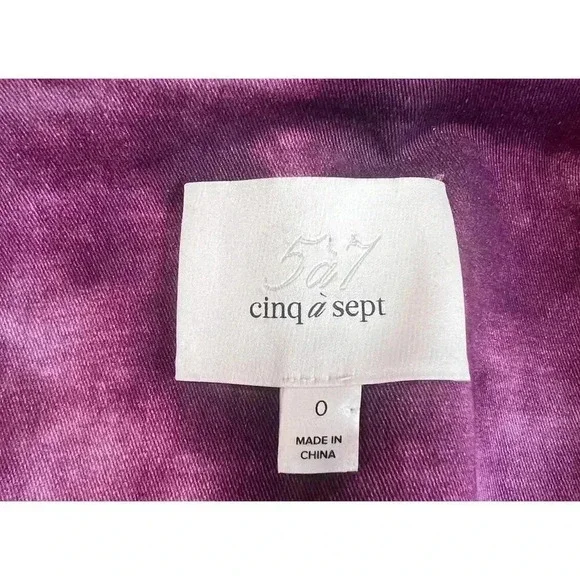 5à7
cinq à sept
0
MADE IN
CHINA